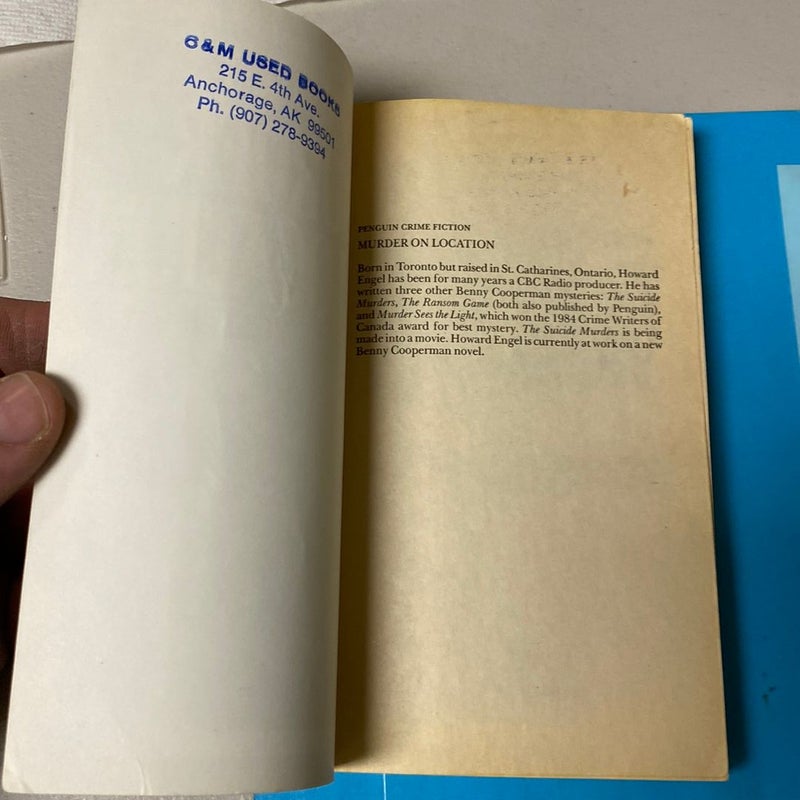 6&M USED BOOKS
215 E. 4th Ave.
Anchorage, AK 99501
Ph. (907) 278-9394
PENGUIN CRIME FICTION
MURDER ON LOCATION
Born in Toronto but raised in St. Catharines, Ontario, Howard
Engel has been for many years a CBC Radio producer. He has
written three other Benny Cooperman mysteries: The Suicide
Murders, The Ransom Game (both also published by Penguin),
and Murder Sees the Light, which won the 1984 Crime Writers of
Canada award for best mystery. The Suicide Murders is being
made into a movie. Howard Engel is currently at work on a new
Benny Cooperman novel.